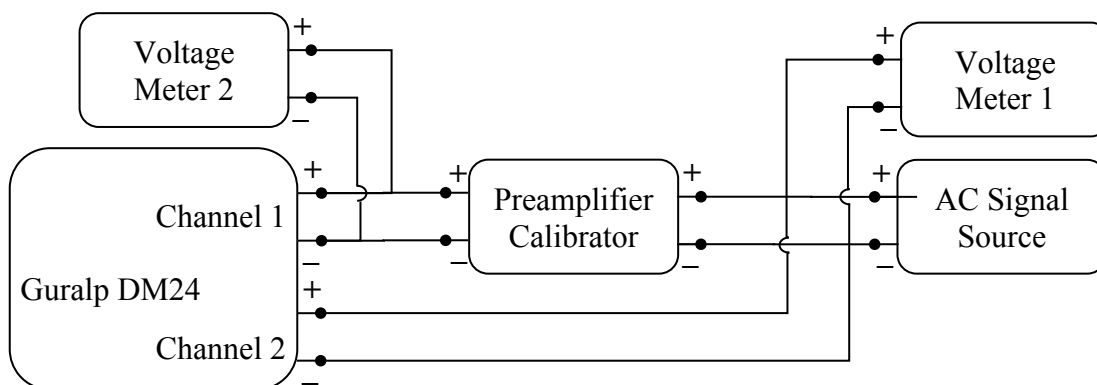 +
Voltage
Meter 2
−
+
Voltage
Meter 1
−
+
Channel 1
−
Guralp DM24
+
Channel 2
−
+
Preamplifier
Calibrator
−
+
−
+
AC Signal
Source
−